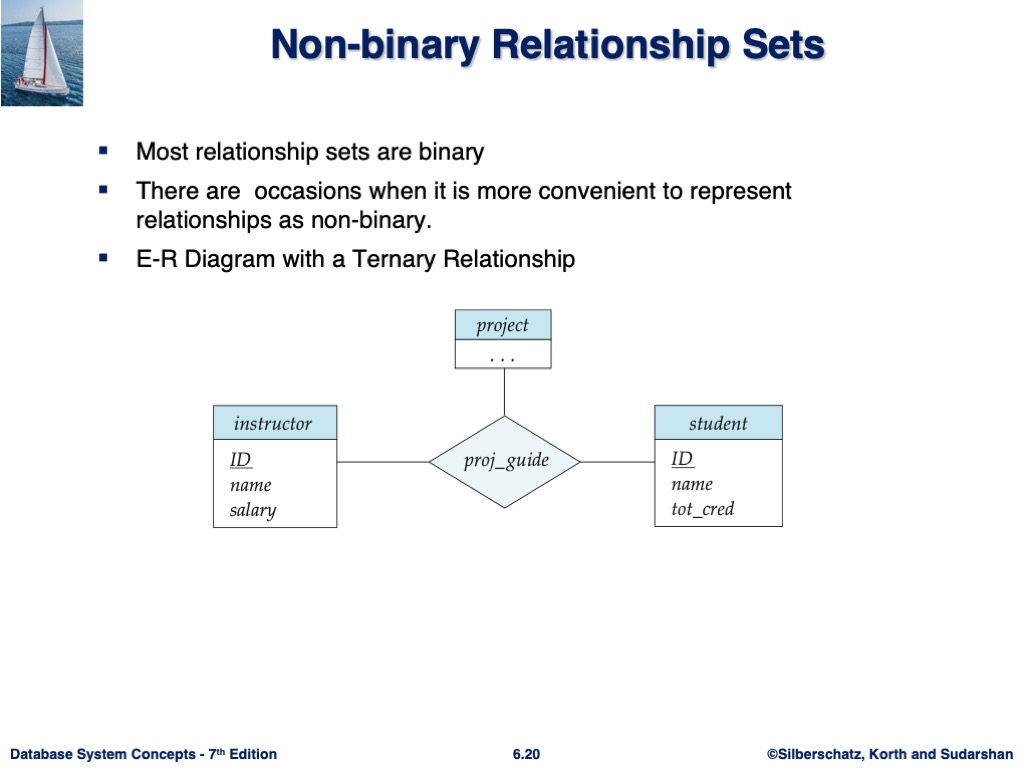 Non-binary Relationship Sets
▪ Most relationship sets are binary
▪ There are  occasions when it is more convenient to represent
relationships as non-binary.
▪ E-R Diagram with a Ternary Relationship
project
. . .
instructor
ID
name
salary
proj_guide
student
ID
name
tot_cred
Database System Concepts - 7th Edition
6.20
©Silberschatz, Korth and Sudarshan